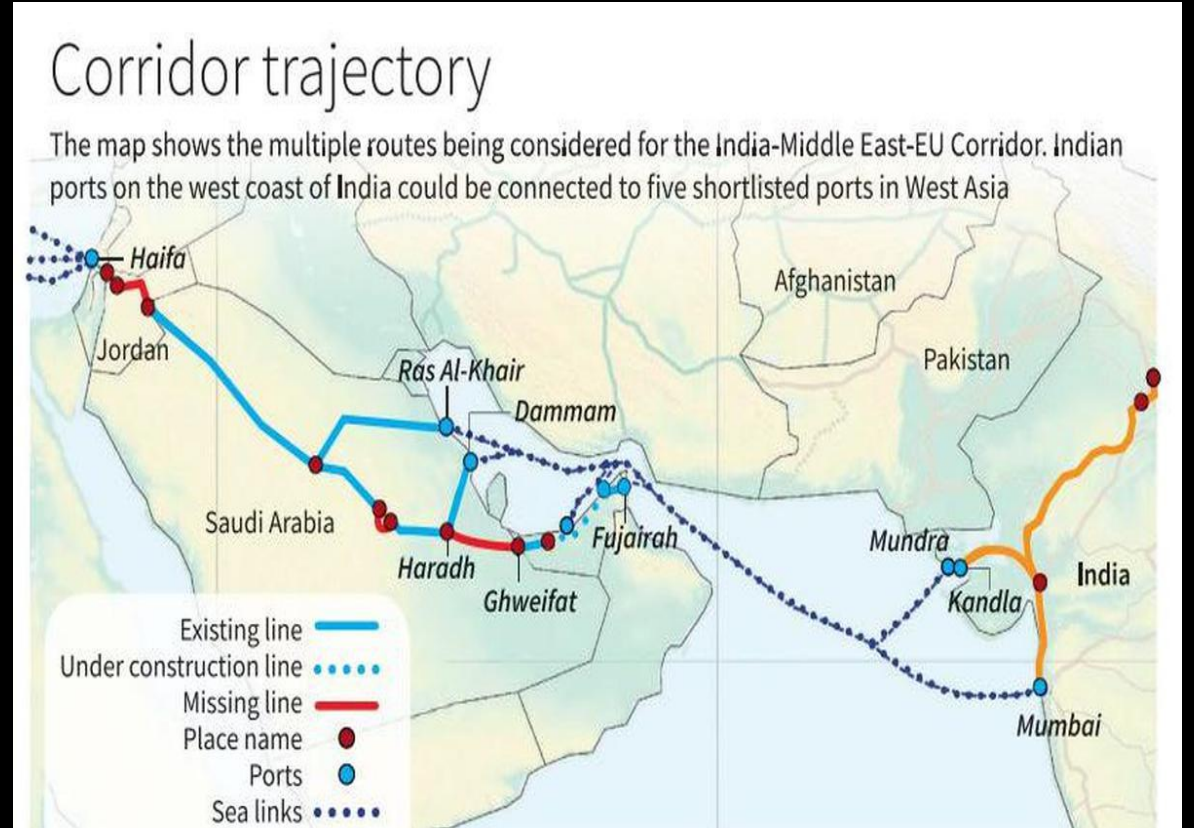 Corridor trajectory
The map shows the multiple routes being considered for the India-Middle East-EU Corridor. Indian
ports on the west coast of India could be connected to five shortlisted ports in West Asia
Haifa
Afghanistan
Jordan
Pakistan
Ras Al-Khair
Dammam
Saudi Arabia
Fujairah
Mundra
Haradh
India
Ghweifat
Kandla
Existing line
Under construction line
Missing line
Mumbai
Place name
Ports
Sea links